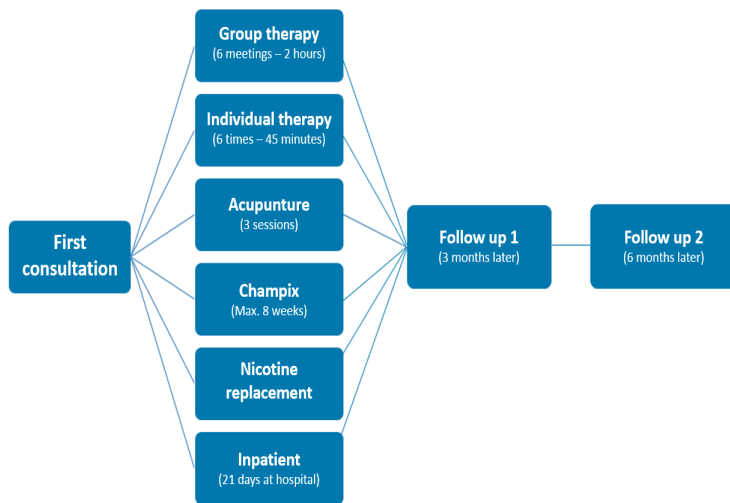 Group therapy
(6 meetings – 2 hours)
Individual therapy
(6 times – 45 minutes)
Acupunture
(3 sessions)
First
consultation
Follow up 1
(3 months later)
Follow up 2
(6 months later)
Champix
(Max. 8 weeks)
Nicotine
replacement
Inpatient
(21 days at hospital)